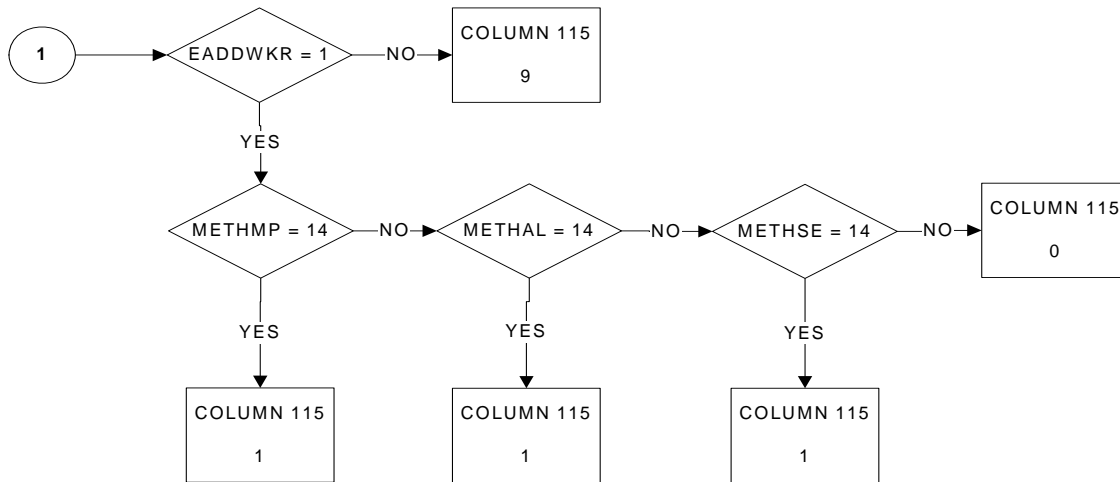 1
EADDWKR = 1
NO
COLUMN 115
9
YES
METHMP = 14
NO
METHAL = 14
NO
METHSE = 14
NO
COLUMN 115
0
YES
YES
YES
COLUMN 115
1
COLUMN 115
1
COLUMN 115
1